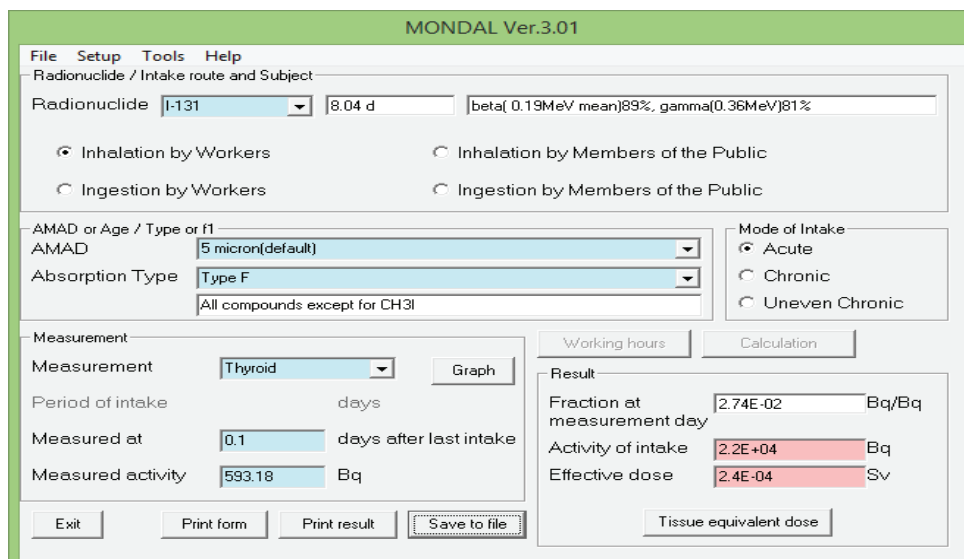 MONDAL Ver.3.01
File Setup Tools Help
Radionuclide / Intake route and Subject
Radionuclide I-131 8.04 d beta( 0.19MeV mean)89%, gamma(0.36MeV)81%
Inhalation by Workers Inhalation by Members of the Public
Ingestion by Workers Ingestion by Members of the Public
AMAD or Age / Type or f1
AMAD 5 micron(default)
Absorption Type Type F
All compounds except for CH3I
Mode of Intake
Acute
Chronic
Uneven Chronic
Measurement
Measurement Thyroid Graph
Period of intake days
Measured at 0.1 days after last intake
Measured activity 593.18 Bq
Working hours Calculation
Result
Fraction at measurement day 2.74E-02 Bq/Bq
Activity of intake 2.2E+04 Bq
Effective dose 2.4E-04 Sv
Tissue equivalent dose
Exit Print form Print result Save to file